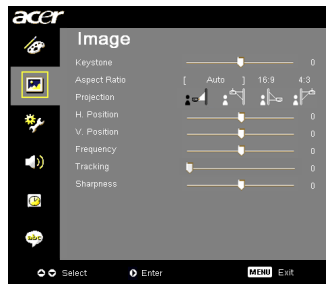 acer
Image
Keystone 0
Aspect Ratio [ Auto ] 16:9 4:3
Projection
H. Position 0
V. Position 0
Frequency 0
Tracking 0
Sharpness 0
abc
Select Enter MENU Exit